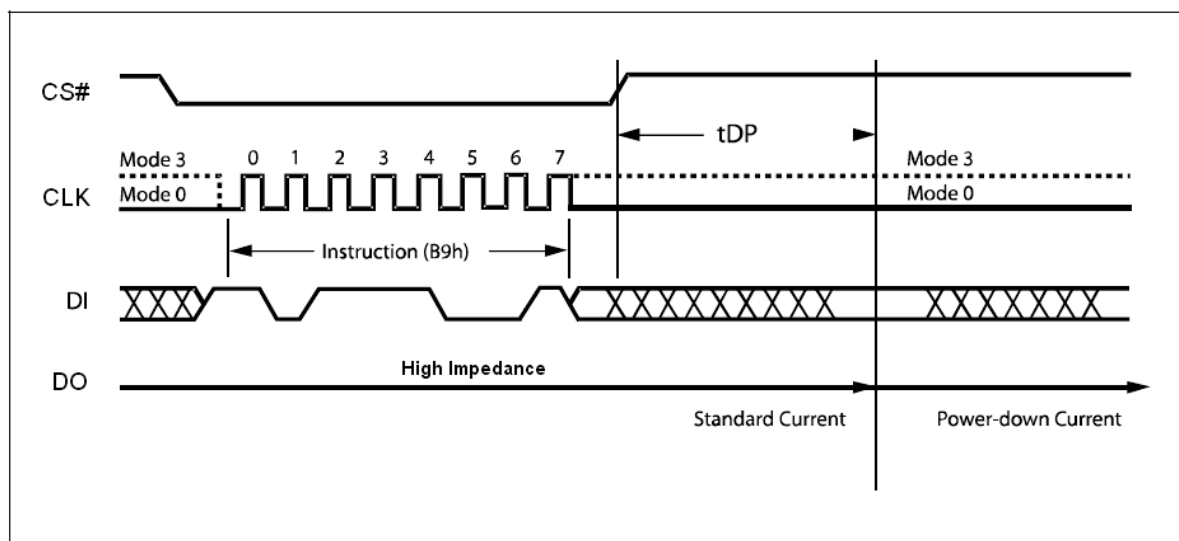 CS#
tDP
Mode 3
0 1 2 3 4 5 6 7
Mode 3
CLK
Mode 0
Mode 0
Instruction (B9h)
DI
High Impedance
DO
Standard Current
Power-down Current